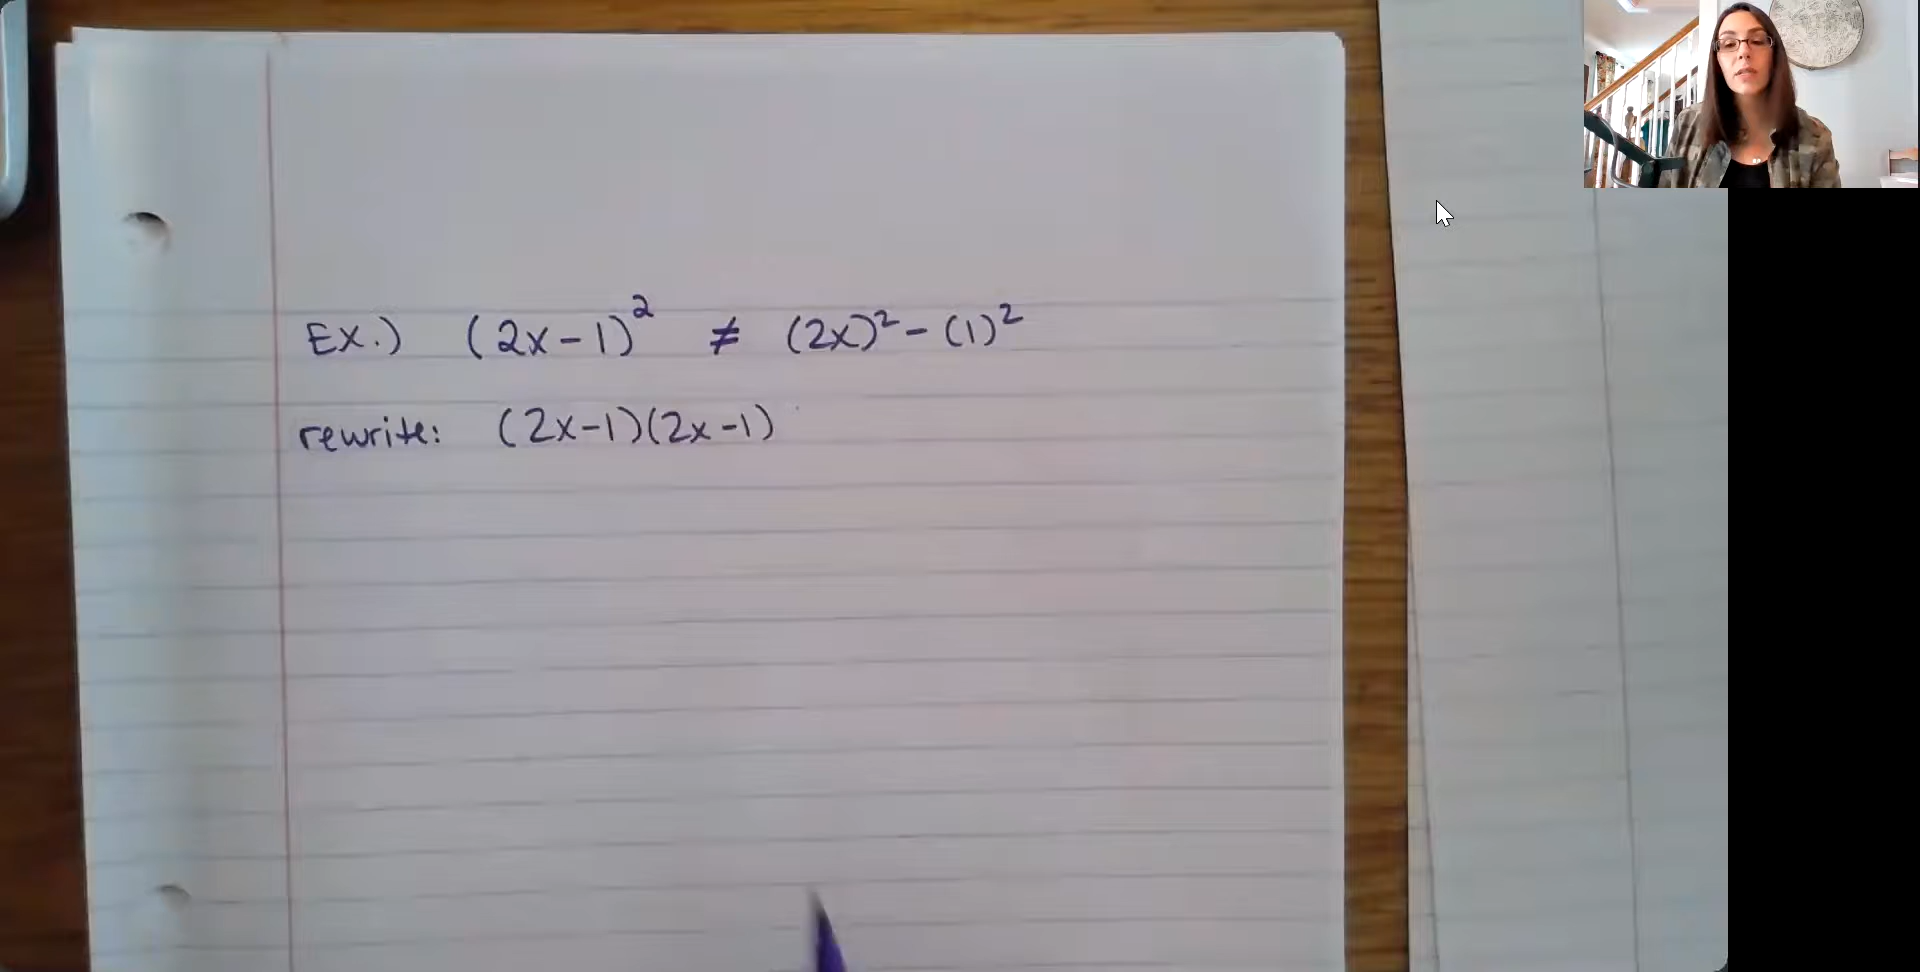 Ex.) (2x-1)² ≠ (2x)² - (1)²
rewrite: (2x-1)(2x-1)